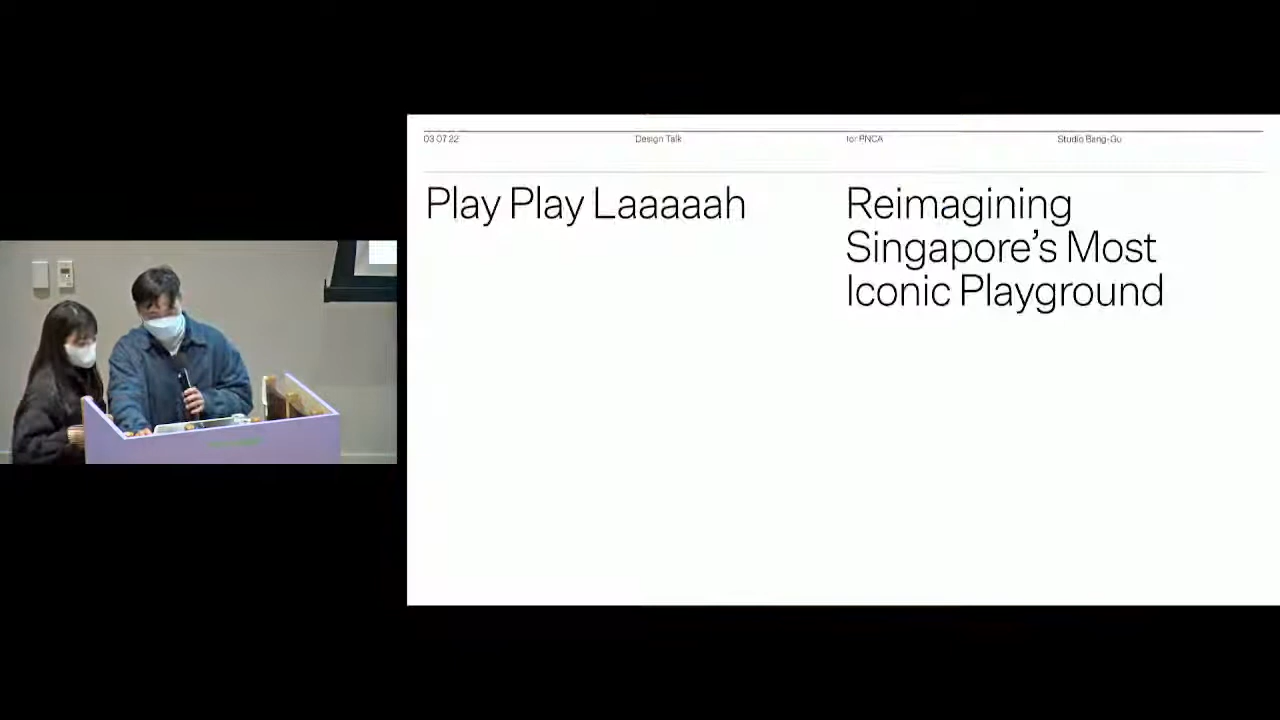 03 07 22
Design Talk
for PNCA
Studio Bang-Gu
Play Play Laaaaah
Reimagining
Singapore's Most
Iconic Playground